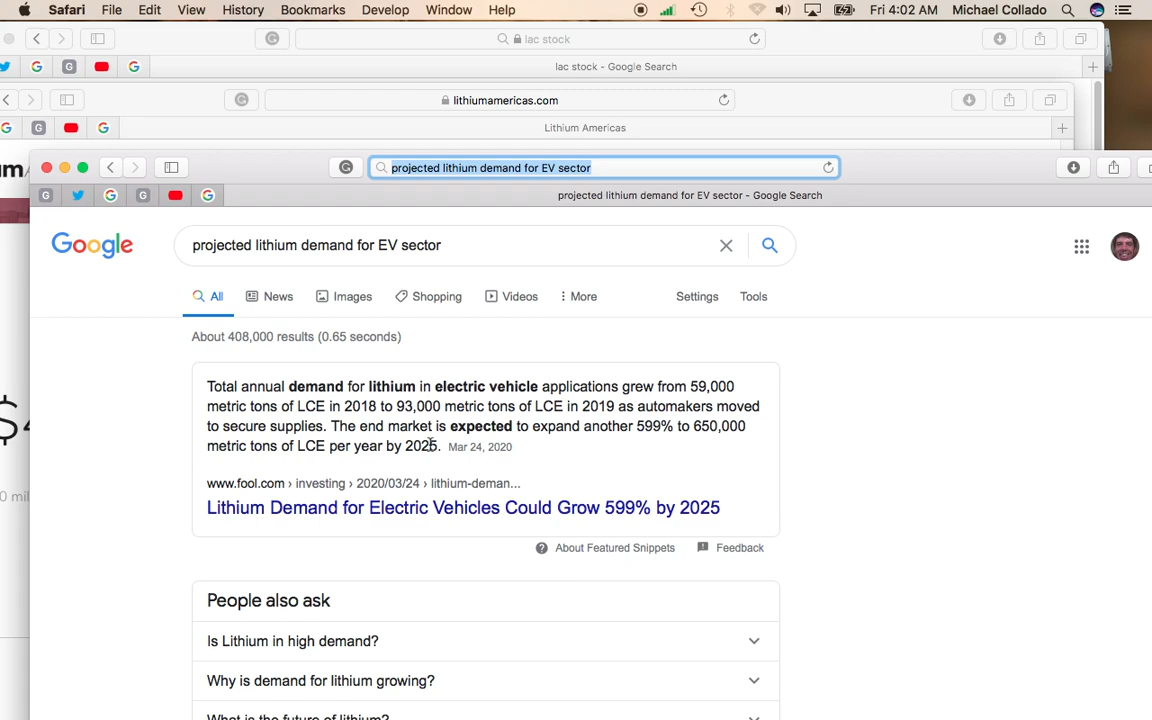 Safari File Edit View History Bookmarks Develop Window Help Fri 4:02 AM Michael Collado
lac stock
lac stock - Google Search
lithiumamericas.com
Lithium Americas
projected lithium demand for EV sector
projected lithium demand for EV sector - Google Search
Google projected lithium demand for EV sector
All News Images Shopping Videos More Settings Tools
About 408,000 results (0.65 seconds)
Total annual demand for lithium in electric vehicle applications grew from 59,000
metric tons of LCE in 2018 to 93,000 metric tons of LCE in 2019 as automakers moved
to secure supplies. The end market is expected to expand another 599% to 650,000
metric tons of LCE per year by 2025. Mar 24, 2020
www.fool.com › investing › 2020/03/24 › lithium-deman...
Lithium Demand for Electric Vehicles Could Grow 599% by 2025
About Featured Snippets Feedback
People also ask
Is Lithium in high demand?
Why is demand for lithium growing?
What is the future of lithium?